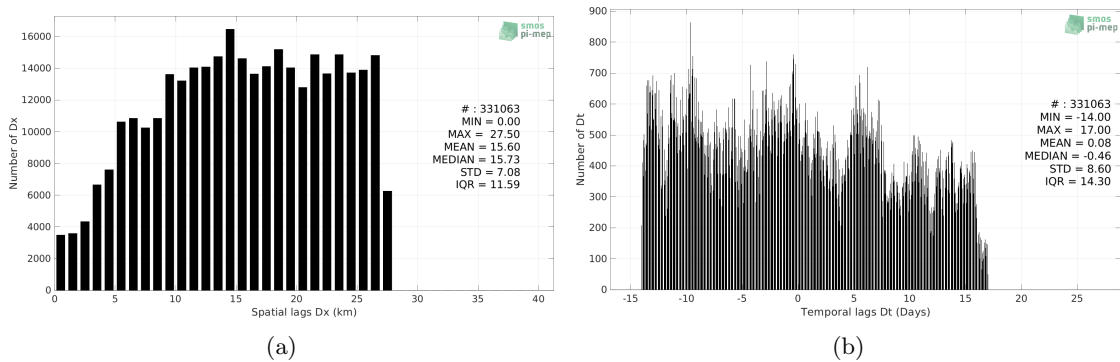 16000
14000
12000
10000
8000
6000
4000
2000
0
Number of Dx
0 5 10 15 20 25 30 35 40
Spatial lags Dx (km)
smos
pi-mep
# : 331063
MIN = 0.00
MAX = 27.50
MEAN = 15.60
MEDIAN = 15.73
STD = 7.08
IQR = 11.59
(a)
900
800
700
600
500
400
300
200
100
0
Number of Dt
-15 -10 -5 0 5 10 15 20 25
Temporal lags Dt (Days)
smos
pi-mep
# : 331063
MIN = -14.00
MAX = 17.00
MEAN = 0.08
MEDIAN = -0.46
STD = 8.60
IQR = 14.30
(b)